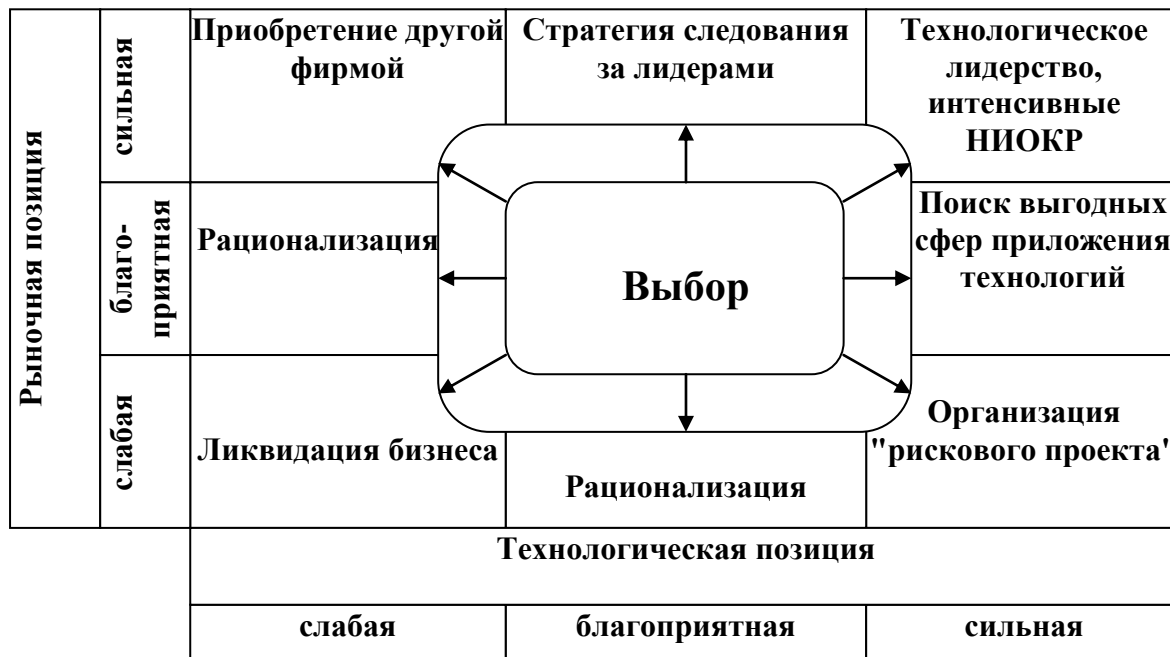 Рыночная позиция
сильная
Приобретение другой
фирмой
Стратегия следования
за лидерами
Технологическое
лидерство,
интенсивные
НИОКР
благо-
приятная
Рационализация
Выбор
Поиск выгодных
сфер приложения
технологий
слабая
Ликвидация бизнеса
Рационализация
Организация
"рискового проекта"
Технологическая позиция
слабая
благоприятная
сильная